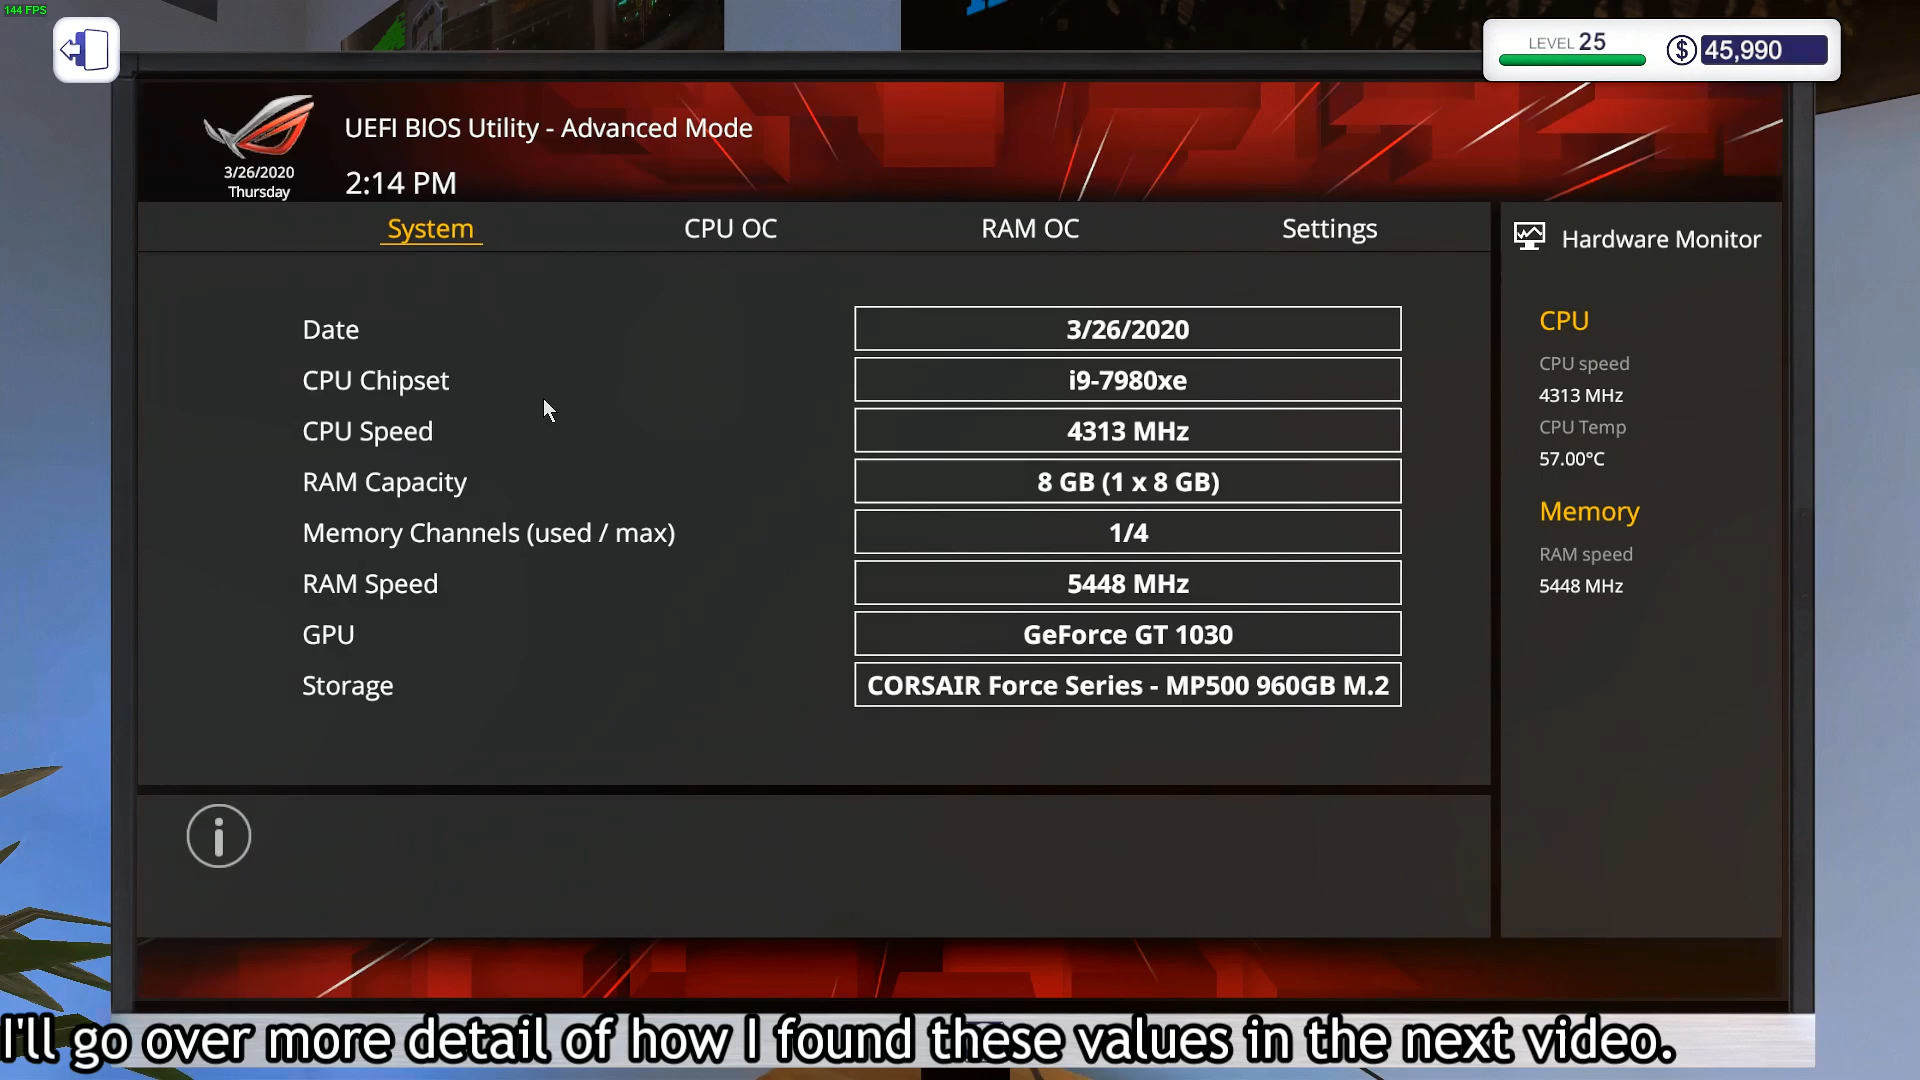 144 FPS
LEVEL 25
$ 45,990
UEFI BIOS Utility - Advanced Mode
3/26/2020
Thursday
2:14 PM
System CPU OC RAM OC Settings
Date 3/26/2020
CPU Chipset i9-7980xe
CPU Speed 4313 MHz
RAM Capacity 8 GB (1 x 8 GB)
Memory Channels (used / max) 1/4
RAM Speed 5448 MHz
GPU GeForce GT 1030
Storage CORSAIR Force Series - MP500 960GB M.2
Hardware Monitor
CPU
CPU speed
4313 MHz
CPU Temp
57.00°C
Memory
RAM speed
5448 MHz
i
I'll go over more detail of how I found these values in the next video.